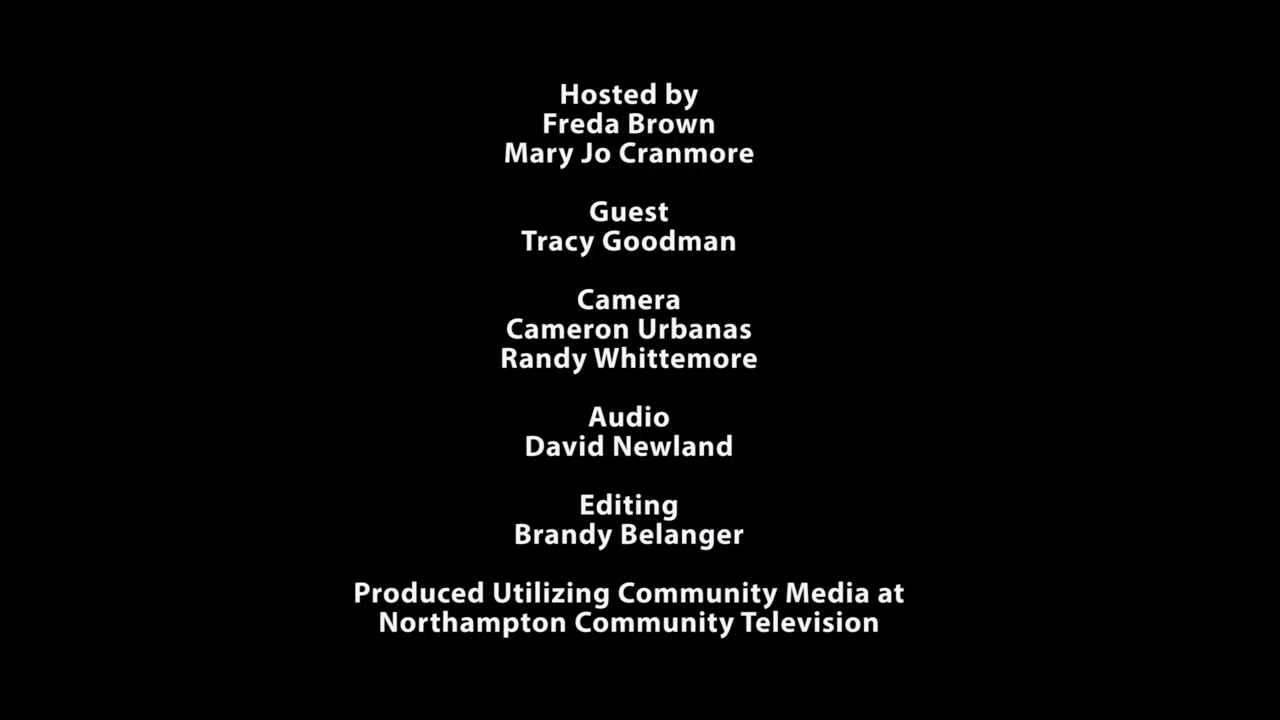 Hosted by
Freda Brown
Mary Jo Cranmore
Guest
Tracy Goodman
Camera
Cameron Urbanas
Randy Whittemore
Audio
David Newland
Editing
Brandy Belanger
Produced Utilizing Community Media at
Northampton Community Television